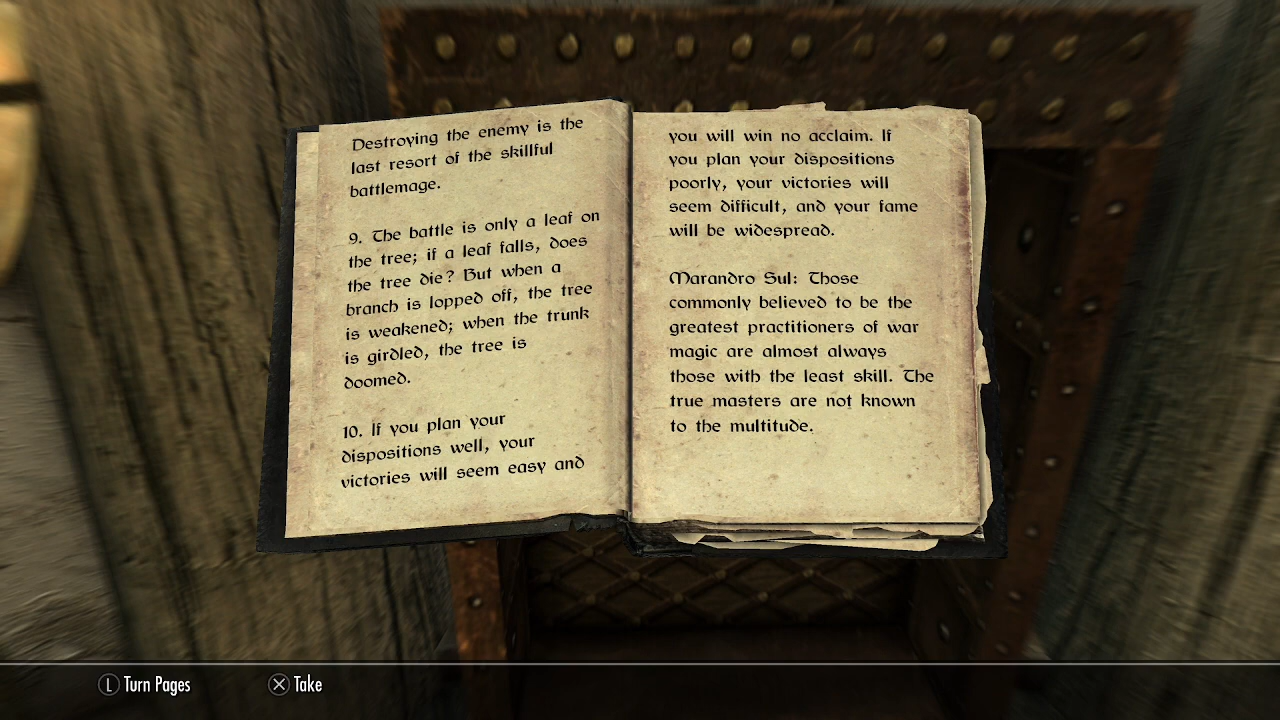 Destroying the enemy is the
last resort of the skillful
battlemage.
9. The battle is only a leaf on
the tree; if a leaf falls, does
the tree die? But when a
branch is lopped off, the tree
is weakened; when the trunk
is girdled, the tree is
doomed.
10. If you plan your
dispositions well, your
victories will seem easy and
you will win no acclaim. If
you plan your dispositions
poorly, your victories will
seem difficult, and your fame
will be widespread.
Marandro Sul: Those
commonly believed to be the
greatest practitioners of war
magic are almost always
those with the least skill. The
true masters are not known
to the multitude.
L Turn Pages
X Take